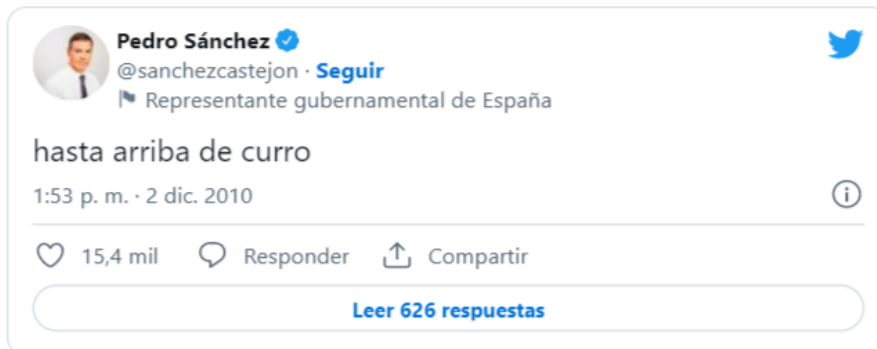 Pedro Sánchez
@sanchezcastejon · Seguir
Representante gubernamental de España
hasta arriba de curro
1:53 p. m. · 2 dic. 2010
15,4 mil Responder Compartir
Leer 626 respuestas